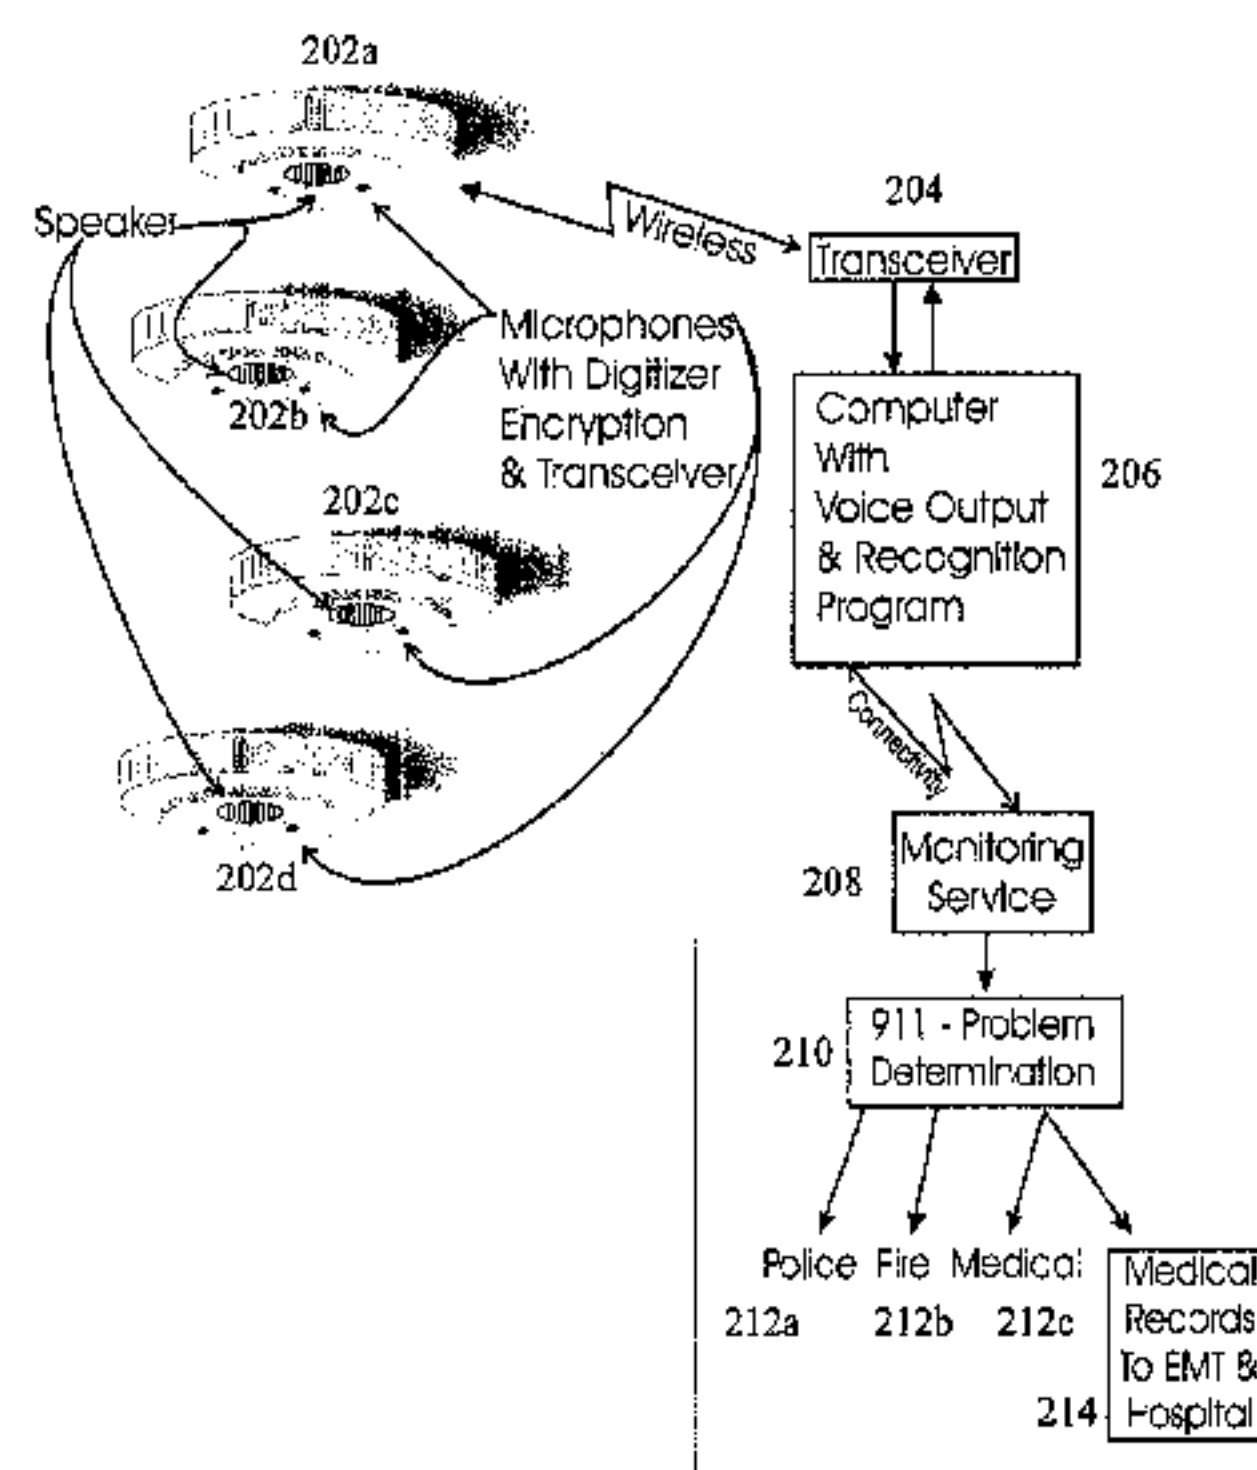 202a
Speaker
Wireless
204
Transceiver
202b
Microphones
With Digitizer
Encryption
& Transceiver
202c
Computer
With
Voice Output
& Recognition
Program
206
Connectivity
202d
Monitoring
Service
208
911 - Problem
Determination
210
Police Fire Medical
212a 212b 212c
Medical
Records
To EMT &
Hospital
214